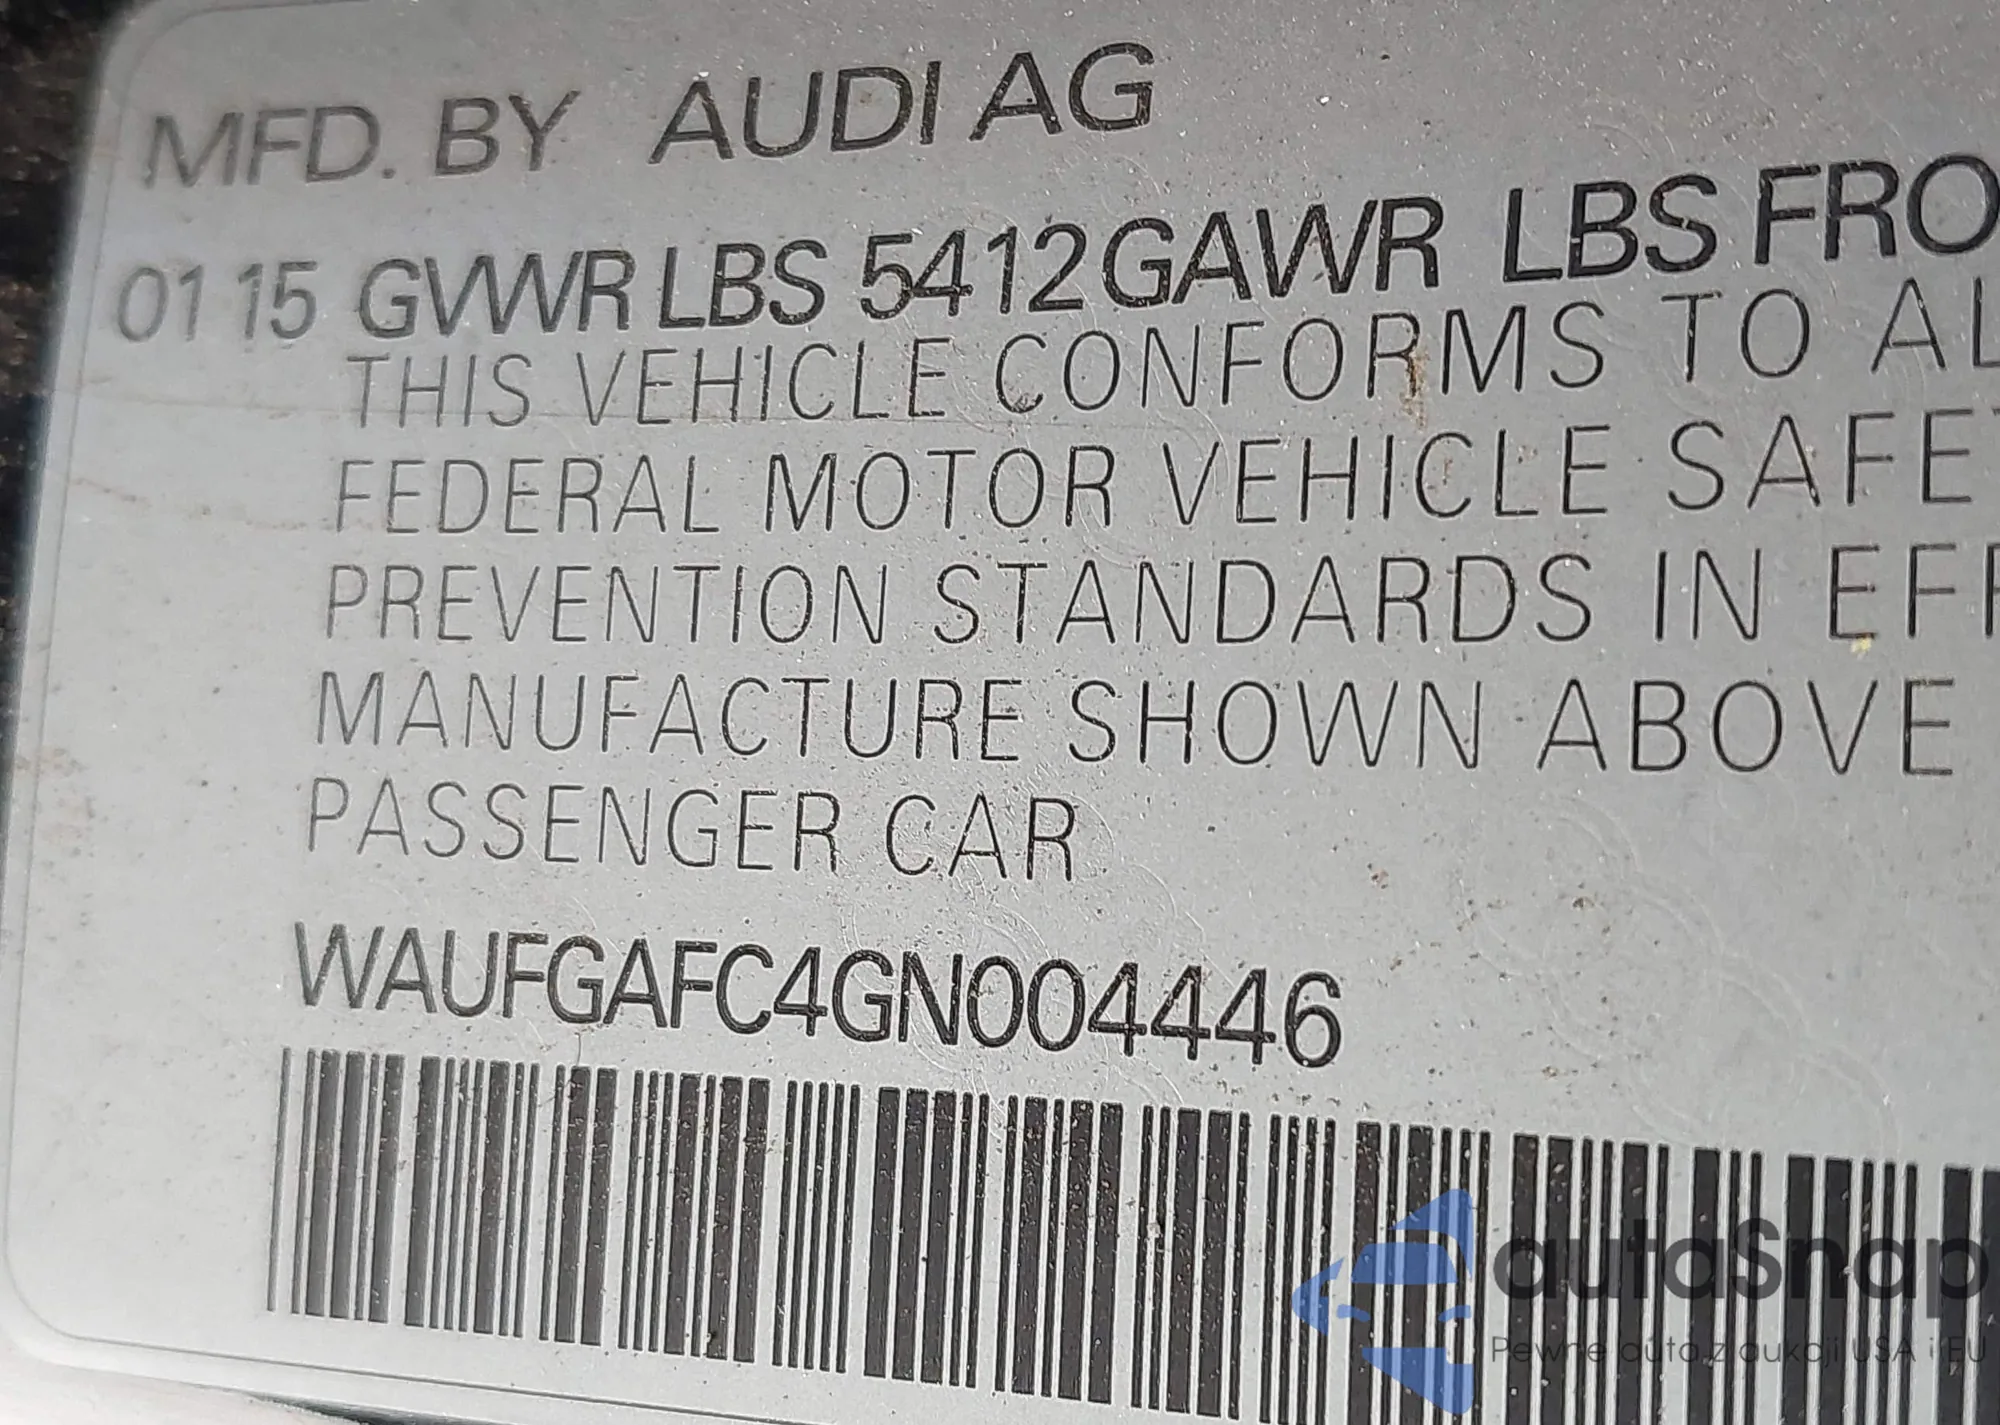 MFD. BY AUDI AG
01 15 GVWR LBS 5412 GAWR LBS FRO
THIS VEHICLE CONFORMS TO AL
FEDERAL MOTOR VEHICLE SAFE
PREVENTION STANDARDS IN EFF
MANUFACTURE SHOWN ABOVE
PASSENGER CAR
WAUFGAFC4GN004446
autaSnap
Pewne auta z aukcji USA i EU